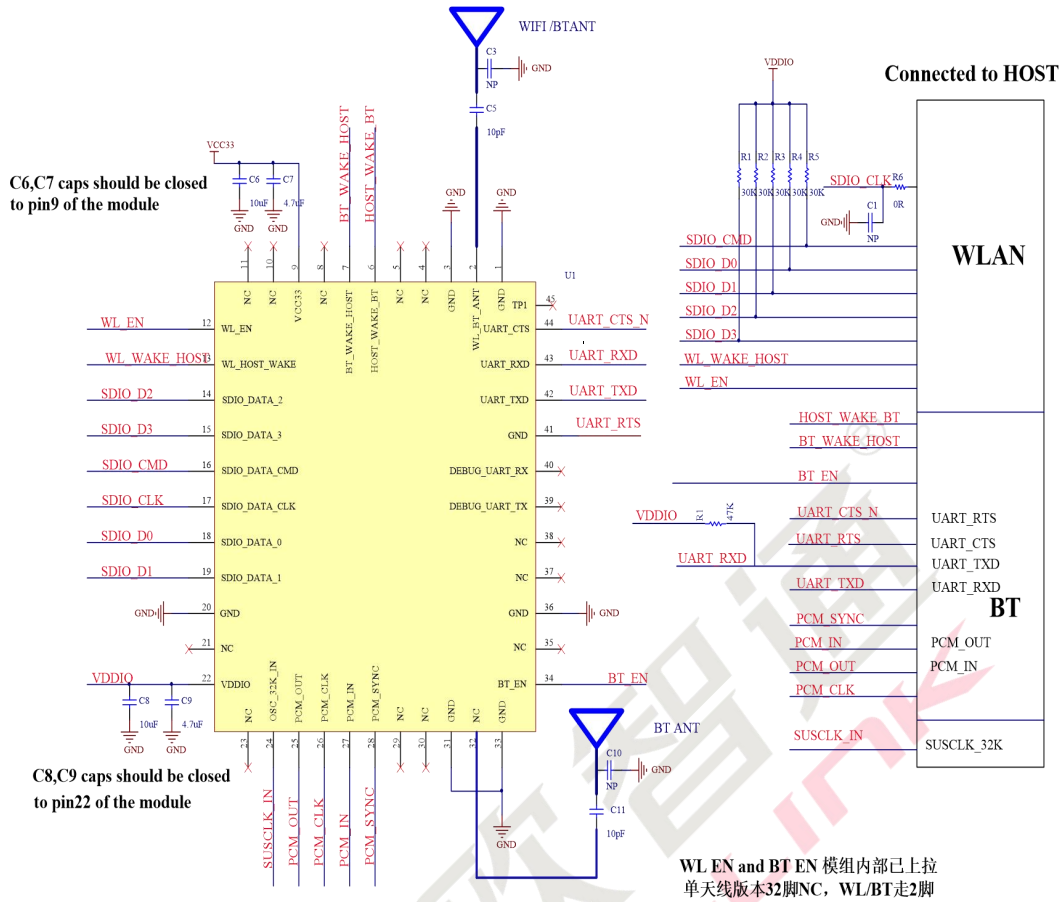 WIFI /BTANT
C3
NP
GND
C5
10pF
BT_WAKE_HOST
HOST_WAKE_BT
VCC33
C6
10uF
GND
C7
4.7uF
GND
C6,C7 caps should be closed
to pin9 of the module
GND
GND
11
10
9
8
7
6
5
4
3
2
1
NC
NC
VCC33
NC
BT_WAKE_HOST
HOST_WAKE_BT
NC
NC
GND
WL_BT_ANT
GND
U1
WL_EN
12
WL_EN
WL_WAKE_HOST
13
WL_HOST_WAKE
SDIO_D2
14
SDIO_DATA_2
SDIO_D3
15
SDIO_DATA_3
SDIO_CMD
16
SDIO_DATA_CMD
SDIO_CLK
17
SDIO_DATA_CLK
SDIO_D0
18
SDIO_DATA_0
SDIO_D1
19
SDIO_DATA_1
GND
20
GND
21
NC
VDDIO
22
VDDIO
TP1
45
UART_CTS
44
UART_CTS_N
UART_RXD
43
UART_RXD
UART_TXD
42
UART_TXD
GND
41
UART_RTS
DEBUG_UART_RX
40
DEBUG_UART_TX
39
NC
38
NC
37
GND
36
GND
NC
35
BT_EN
34
BT_EN
NC
OSC_32K_IN
PCM_OUT
PCM_CLK
PCM_IN
PCM_SYNC
NC
NC
GND
NC
GND
23
24
25
26
27
28
29
30
31
32
33
SUSCLK_IN
PCM_OUT
PCM_CLK
PCM_IN
PCM_SYNC
GND
C8
10uF
GND
C9
4.7uF
GND
C8,C9 caps should be closed
to pin22 of the module
BT ANT
C10
NP
GND
C11
10pF
Connected to HOST
VDDIO
R1
R2
R3
R4
R5
30K
30K
30K
30K
30K
SDIO_CLK
R6
0R
C1
NP
GND
SDIO_CMD
SDIO_D0
SDIO_D1
SDIO_D2
SDIO_D3
WL_WAKE_HOST
WL_EN
WLAN
HOST_WAKE_BT
BT_WAKE_HOST
BT_EN
VDDIO
R1
47K
UART_CTS_N
UART_RTS
UART_RTS
UART_CTS
UART_RXD
UART_TXD
UART_TXD
UART_RXD
BT
PCM_SYNC
PCM_IN
PCM_OUT
PCM_OUT
PCM_IN
PCM_CLK
SUSCLK_IN
SUSCLK_32K
欧智通®
LINK
WL EN and BT EN 模组内部已上拉
单天线版本32脚NC，WL/BT走2脚